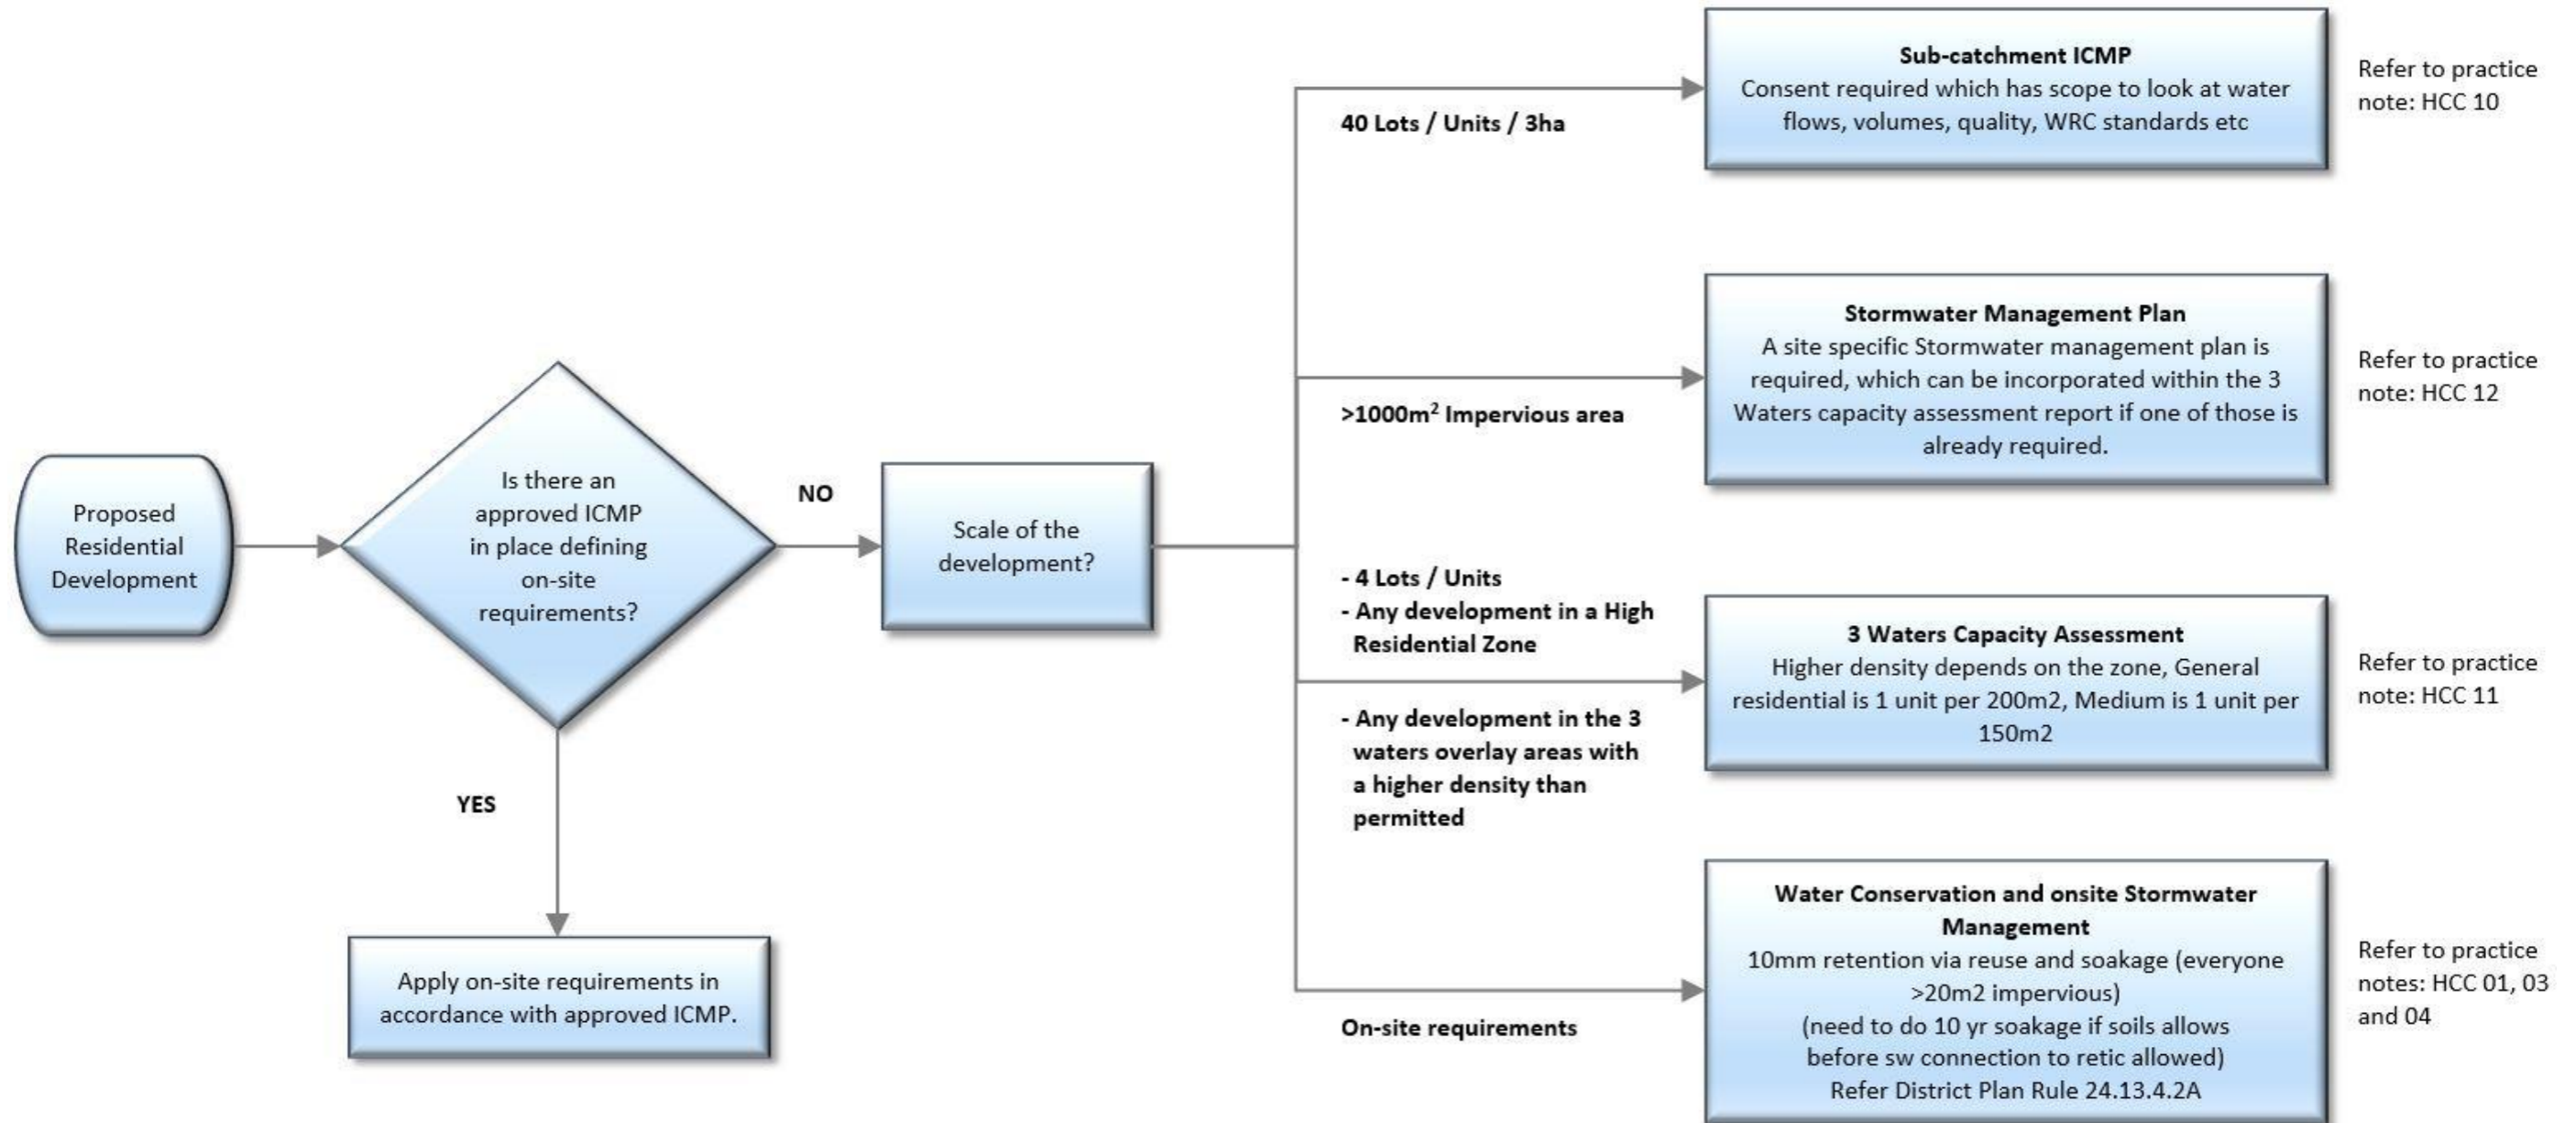 Proposed
Residential
Development
Is there an
approved ICMP
in place defining
on-site
requirements?
NO
YES
Apply on-site requirements in
accordance with approved ICMP.
Scale of the
development?
40 Lots / Units / 3ha
Sub-catchment ICMP
Consent required which has scope to look at water
flows, volumes, quality, WRC standards etc
Refer to practice
note: HCC 10
>1000m² Impervious area
Stormwater Management Plan
A site specific Stormwater management plan is
required, which can be incorporated within the 3
Waters capacity assessment report if one of those is
already required.
Refer to practice
note: HCC 12
- 4 Lots / Units
- Any development in a High
Residential Zone
- Any development in the 3
waters overlay areas with
a higher density than
permitted
3 Waters Capacity Assessment
Higher density depends on the zone, General
residential is 1 unit per 200m2, Medium is 1 unit per
150m2
Refer to practice
note: HCC 11
On-site requirements
Water Conservation and onsite Stormwater
Management
10mm retention via reuse and soakage (everyone
>20m2 impervious)
(need to do 10 yr soakage if soils allows
before sw connection to retic allowed)
Refer District Plan Rule 24.13.4.2A
Refer to practice
notes: HCC 01, 03
and 04